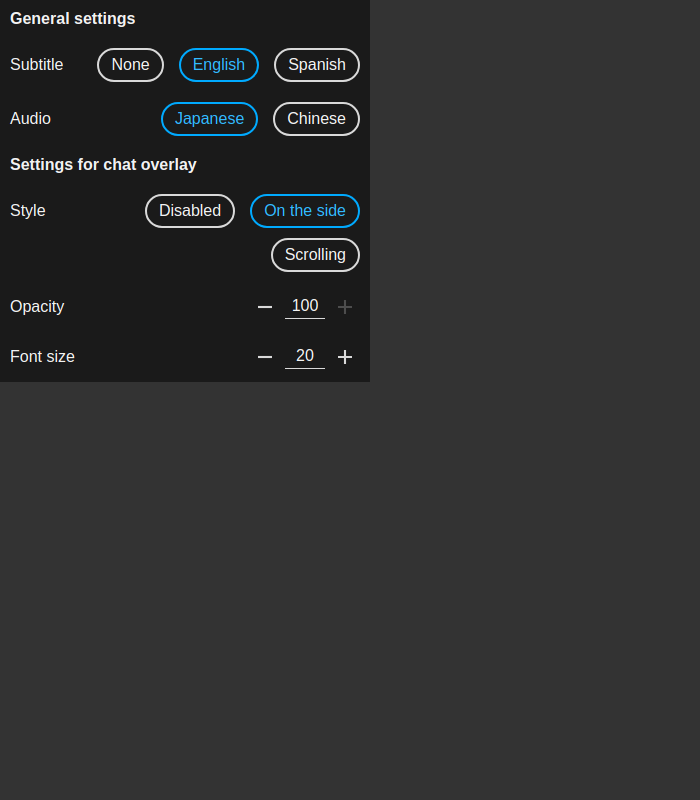 General settings
Subtitle None English Spanish
Audio Japanese Chinese
Settings for chat overlay
Style Disabled On the side
Scrolling
Opacity − 100 +
Font size − 20 +